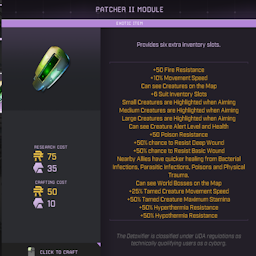 PATCHER II MODULE
EXOTIC ITEM
Provides six extra inventory slots.
+50 Fire Resistance
+10% Movement Speed
Can see Creatures on the Map
+6 Suit Inventory Slots
Small Creatures are Highlighted when Aiming
Medium Creatures are Highlighted when Aiming
Large Creatures are Highlighted when Aiming
Can see Creature Alert Level and Health
+50 Poison Resistance
+50% chance to Resist Deep Wound
+50% chance to Resist Basic Wound
Nearby Allies have quicker healing from Bacterial
Infections, Parasitic Infections, Poisons and Physical
Trauma.
Can see World Bosses on the Map
+25% Tamed Creature Movement Speed
+50% Tamed Creature Maximum Stamina
+50% Hyperthermia Resistance
+50% Hypothermia Resistance
RESEARCH COST
75
35
CRAFTING COST
50
10
The Detoxifier is classified under UDA regulations as
technically qualifying users as a cyborg.
CLICK TO CRAFT